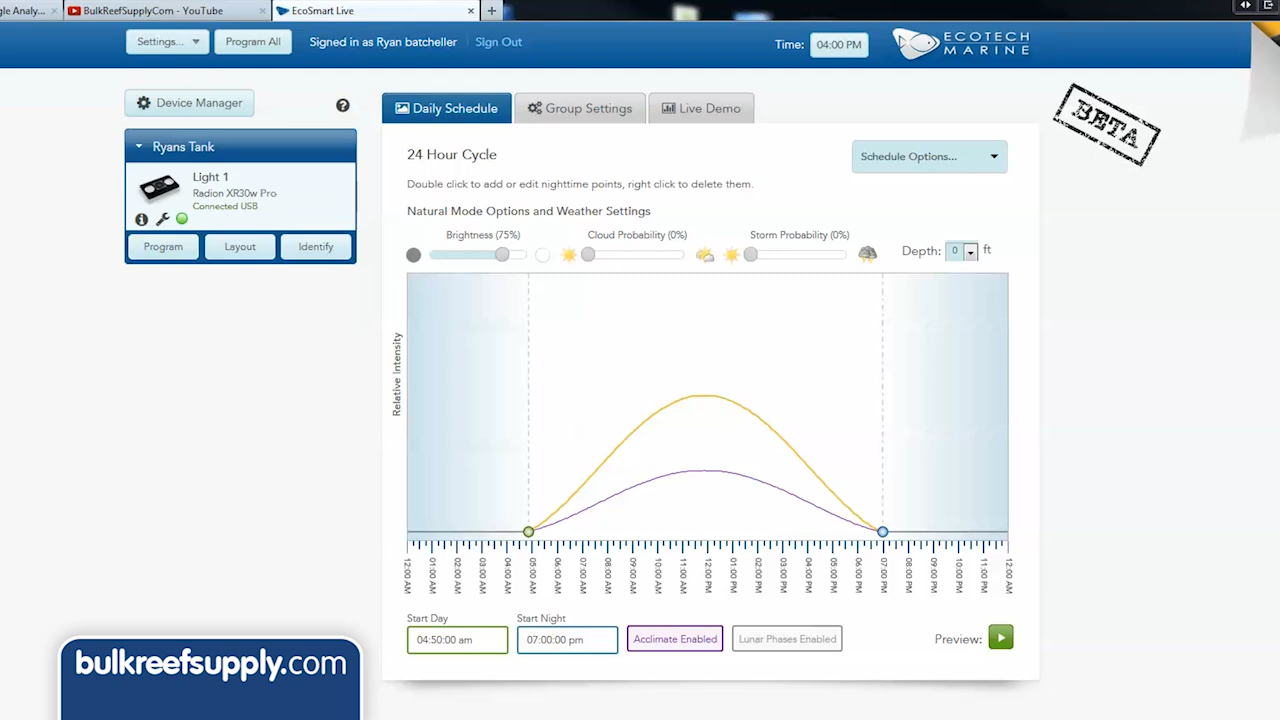 gle Analy...
BulkReefSupplyCom - YouTube
EcoSmart Live
Settings...
Program All
Signed in as Ryan batcheller
Sign Out
Time:
04:00 PM
ECOTECH
MARINE
BETA
Device Manager
Daily Schedule
Group Settings
Live Demo
Ryans Tank
Light 1
Radion XR30w Pro
Connected USB
Program
Layout
Identify
24 Hour Cycle
Schedule Options...
Double click to add or edit nighttime points, right click to delete them.
Natural Mode Options and Weather Settings
Brightness (75%)
Cloud Probability (0%)
Storm Probability (0%)
Depth:
0
ft
Relative Intensity
12:00 AM
01:00 AM
02:00 AM
03:00 AM
04:00 AM
05:00 AM
06:00 AM
07:00 AM
08:00 AM
09:00 AM
10:00 AM
11:00 AM
12:00 PM
01:00 PM
02:00 PM
03:00 PM
04:00 PM
05:00 PM
06:00 PM
07:00 PM
08:00 PM
09:00 PM
10:00 PM
11:00 PM
12:00 AM
Start Day
Start Night
04:50:00 am
07:00:00 pm
Acclimate Enabled
Lunar Phases Enabled
Preview:
bulkreefsupply.com